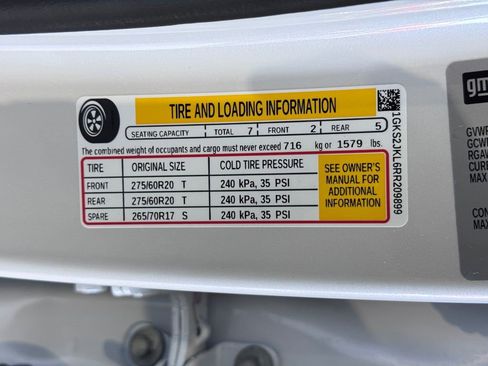 TIRE AND LOADING INFORMATION
SEATING CAPACITY TOTAL 7 FRONT 2 REAR 5
The combined weight of occupants and cargo must never exceed 716 kg or 1579 lbs.
TIRE ORIGINAL SIZE COLD TIRE PRESSURE
FRONT 275/60R20 T 240 kPa, 35 PSI
REAR 275/60R20 T 240 kPa, 35 PSI
SPARE 265/70R17 S 240 kPa, 35 PSI
SEE OWNER'S
MANUAL FOR
ADDITIONAL
INFORMATION
1GKS2JKL6RR209899
gm
GVWR
GCWR
RGAW
CURB
MAX
CON
MAX